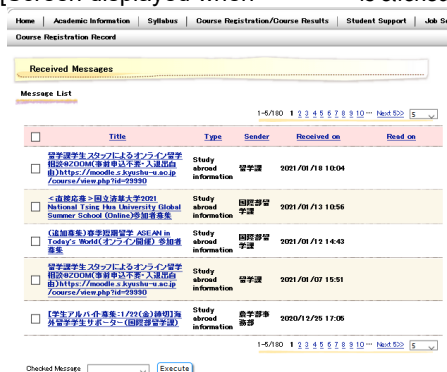 [Screen displayed when is clicked
Home | Academic Information | Syllabus | Course Registration/Course Results | Student Support | Job S
Course Registration Record
Received Messages
Message List
1-5/180 1 2 3 4 5 6 7 8 9 10 … Next 5>> 5
Title Type Sender Received on Read on
留学課学生スタッフによるオンライン留学
相談@ZOOM(事前申込不要・入退出自
由)https://moodle.s.kyushu-u.ac.jp
/course/view.php?id=29990
Study
abroad
information
留学課
2021/01/18 10:04
<直接応募>国立清華大学2021
National Tsing Hua University Global
Summer School (Online)参加者募集
Study
abroad
information
国際部留
学課
2021/01/13 10:56
(追加募集)春季短期留学 ASEAN in
Today's World(オンライン開催) 参加者
募集
Study
abroad
information
国際部留
学課
2021/01/12 14:43
留学課学生スタッフによるオンライン留学
相談@ZOOM(事前申込不要・入退出自
由)https://moodle.s.kyushu-u.ac.jp
/course/view.php?id=29990
Study
abroad
information
留学課
2021/01/07 15:51
【学生アルバイト募集:1/22(金)締切】海
外留学学生サポーター(国際部留学課)
Study
abroad
information
農学部事
務部
2020/12/25 17:05
1-5/180 1 2 3 4 5 6 7 8 9 10 … Next 5>> 5
Checked Message Execute